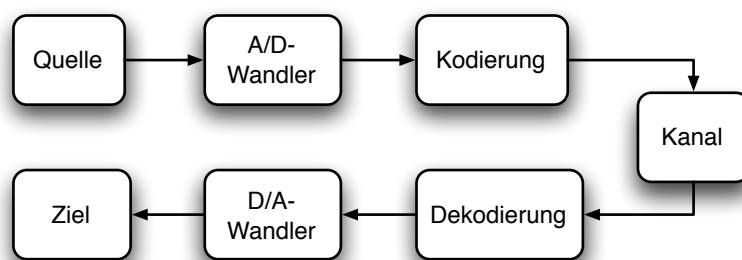 Quelle
A/D-
Wandler
Kodierung
Kanal
Dekodierung
D/A-
Wandler
Ziel